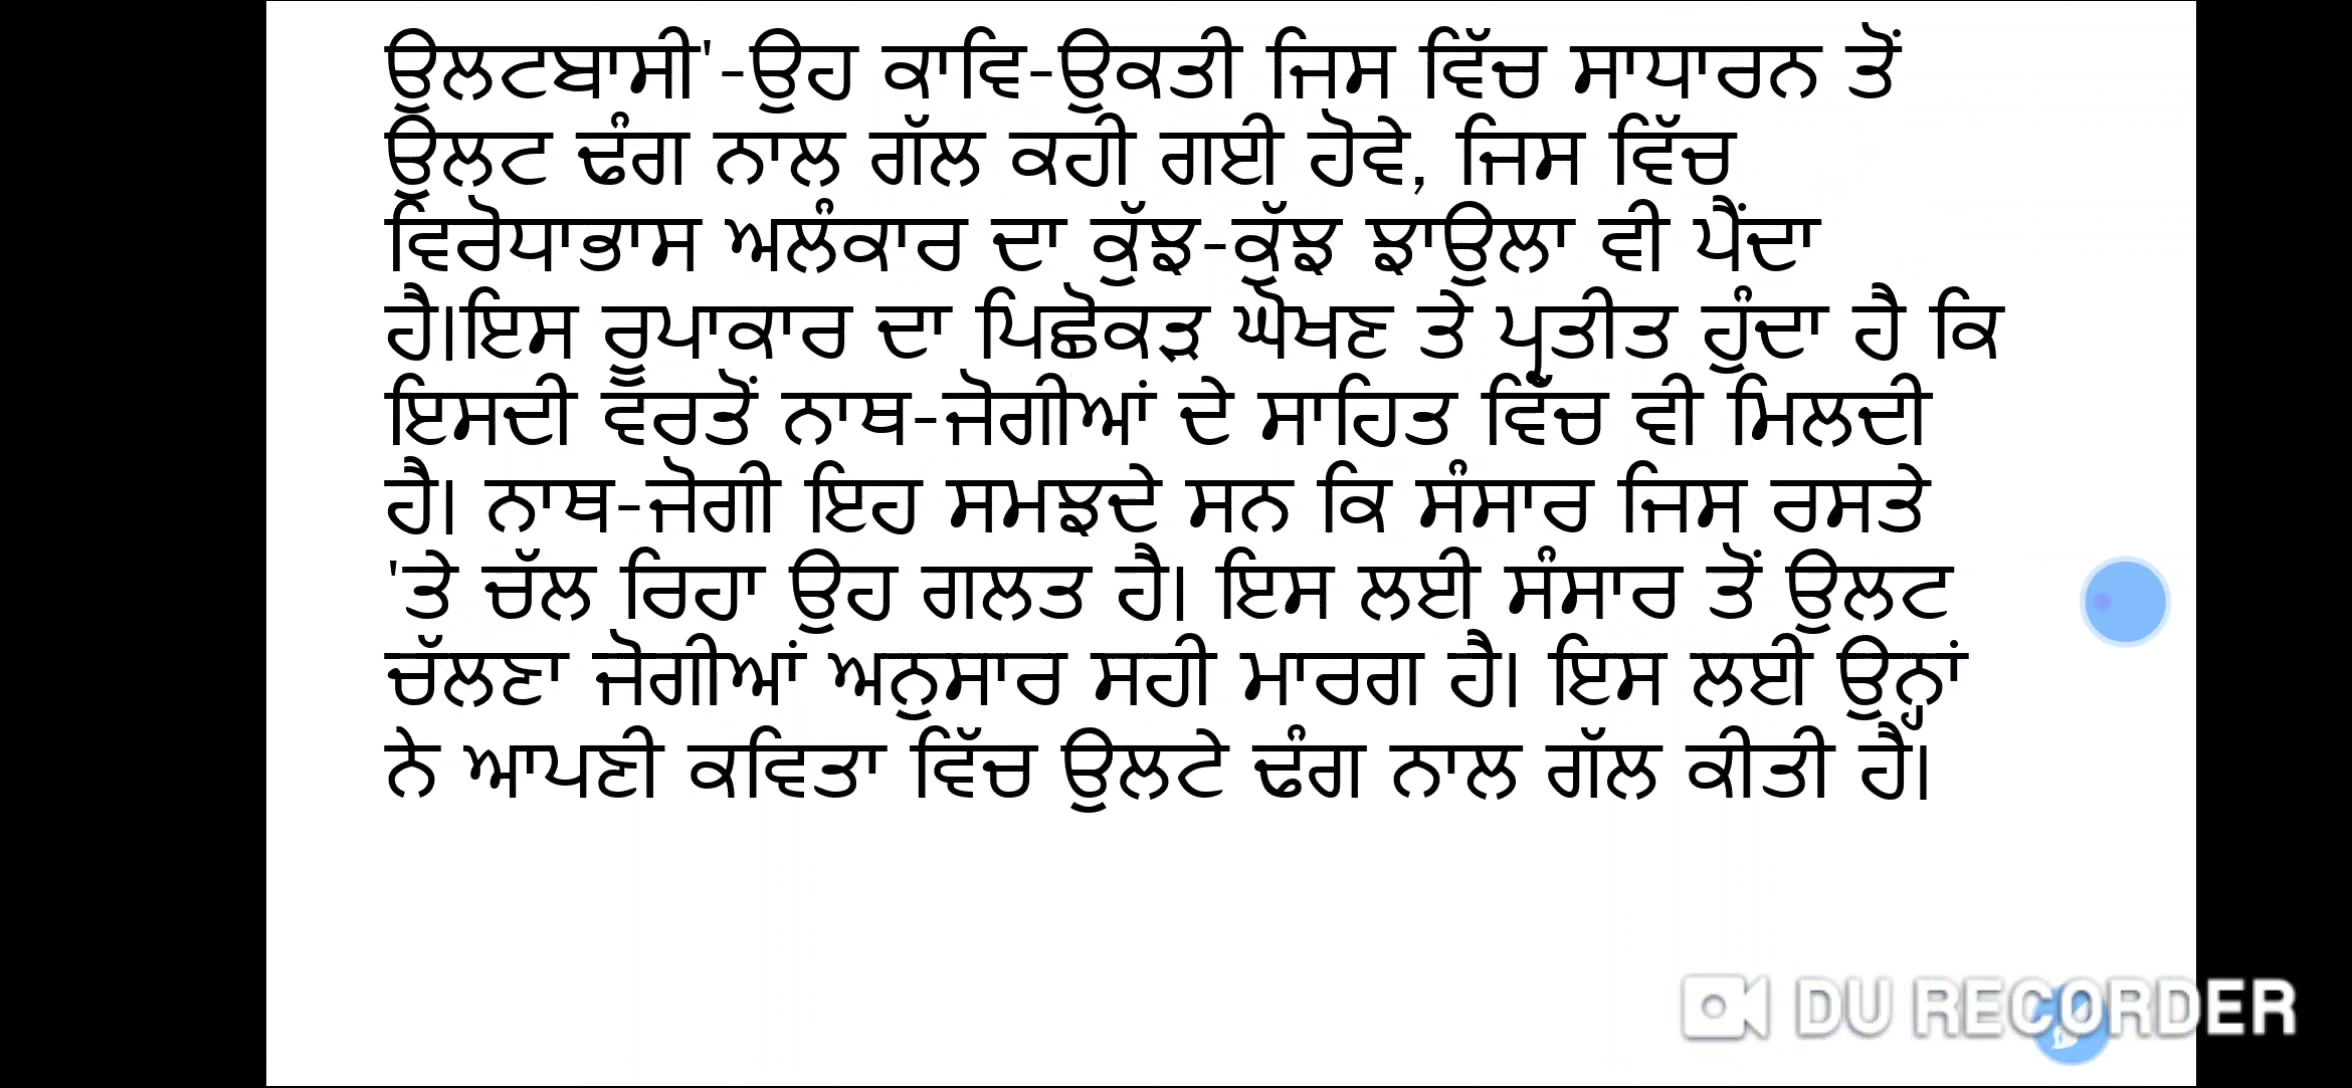 ਉਲਟਬਾਸੀ'-ਉਹ ਕਾਵਿ-ਉਕਤੀ ਜਿਸ ਵਿੱਚ ਸਾਧਾਰਨ ਤੋਂ
ਉਲਟ ਢੰਗ ਨਾਲ ਗੱਲ ਕਹੀ ਗਈ ਹੋਵੇ, ਜਿਸ ਵਿੱਚ
ਵਿਰੋਧਾਭਾਸ ਅਲੰਕਾਰ ਦਾ ਕੁੱਝ-ਕੁੱਝ ਝਾਉਲਾ ਵੀ ਪੈਂਦਾ
ਹੈ।ਇਸ ਰੂਪਾਕਾਰ ਦਾ ਪਿਛੋਕੜ ਘੋਖਣ ਤੇ ਪ੍ਰਤੀਤ ਹੁੰਦਾ ਹੈ ਕਿ
ਇਸਦੀ ਵਰਤੋਂ ਨਾਥ-ਜੋਗੀਆਂ ਦੇ ਸਾਹਿਤ ਵਿੱਚ ਵੀ ਮਿਲਦੀ
ਹੈ। ਨਾਥ-ਜੋਗੀ ਇਹ ਸਮਝਦੇ ਸਨ ਕਿ ਸੰਸਾਰ ਜਿਸ ਰਸਤੇ
'ਤੇ ਚੱਲ ਰਿਹਾ ਉਹ ਗਲਤ ਹੈ। ਇਸ ਲਈ ਸੰਸਾਰ ਤੋਂ ਉਲਟ
ਚੱਲਣਾ ਜੋਗੀਆਂ ਅਨੁਸਾਰ ਸਹੀ ਮਾਰਗ ਹੈ। ਇਸ ਲਈ ਉਨ੍ਹਾਂ
ਨੇ ਆਪਣੀ ਕਵਿਤਾ ਵਿੱਚ ਉਲਟੇ ਢੰਗ ਨਾਲ ਗੱਲ ਕੀਤੀ ਹੈ।
DU RECORDER